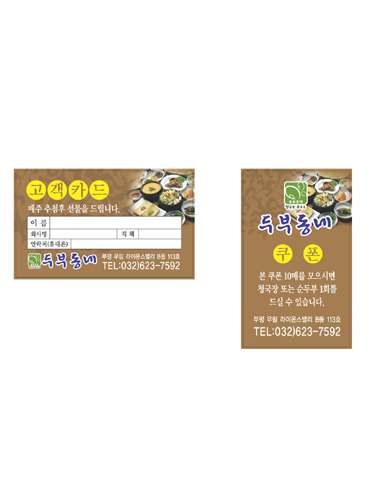 고객카드
매주 추첨후 선물을 드립니다.
이 름
회사명
직 책
연락처(휴대폰)
두부동네
부평 우림 라이온스밸리 B동 113호
TEL:032)623-7592
두부동네
쿠 폰
본 쿠폰 10매를 모으시면
청국장 또는 순두부 1회를
드실 수 있습니다.
부평 우림 라이온스밸리 B동 113호
TEL:032)623-7592